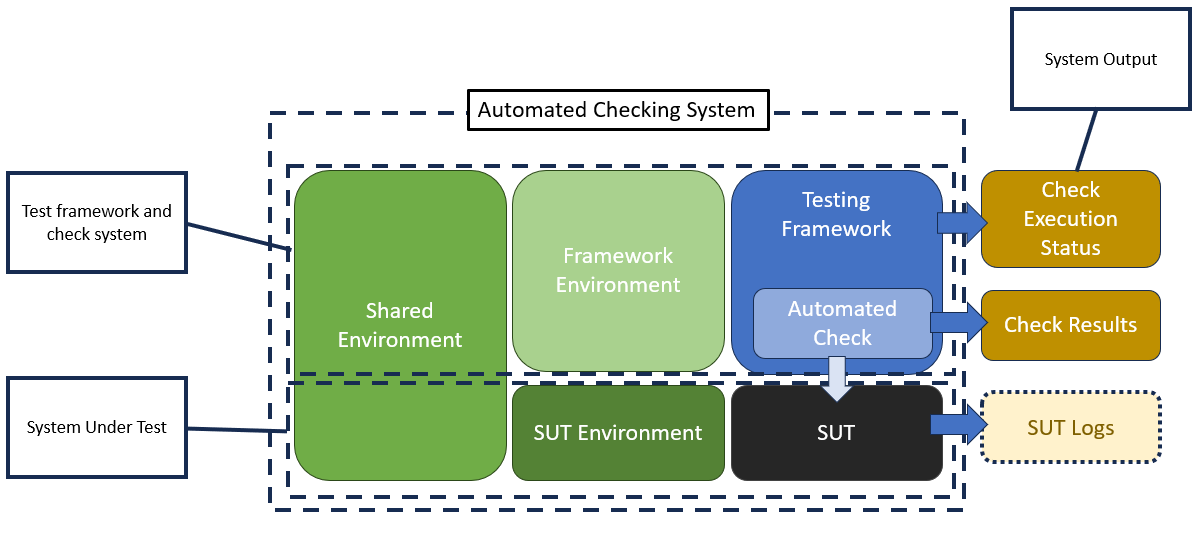 System Output
Automated Checking System
Test framework and
check system
Shared
Environment
Framework
Environment
Testing
Framework
Automated
Check
Check
Execution
Status
Check Results
System Under Test
SUT Environment
SUT
SUT Logs